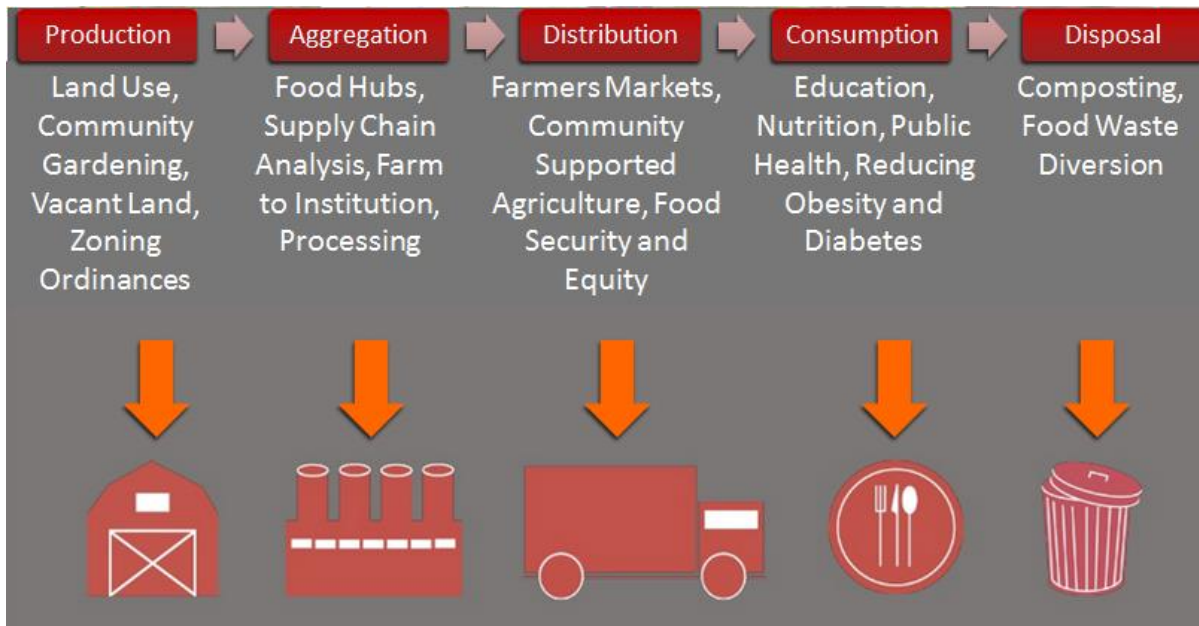 Production
Aggregation
Distribution
Consumption
Disposal
Land Use,
Community
Gardening,
Vacant Land,
Zoning
Ordinances
Food Hubs,
Supply Chain
Analysis, Farm
to Institution,
Processing
Farmers Markets,
Community
Supported
Agriculture, Food
Security and
Equity
Education,
Nutrition, Public
Health, Reducing
Obesity and
Diabetes
Composting,
Food Waste
Diversion